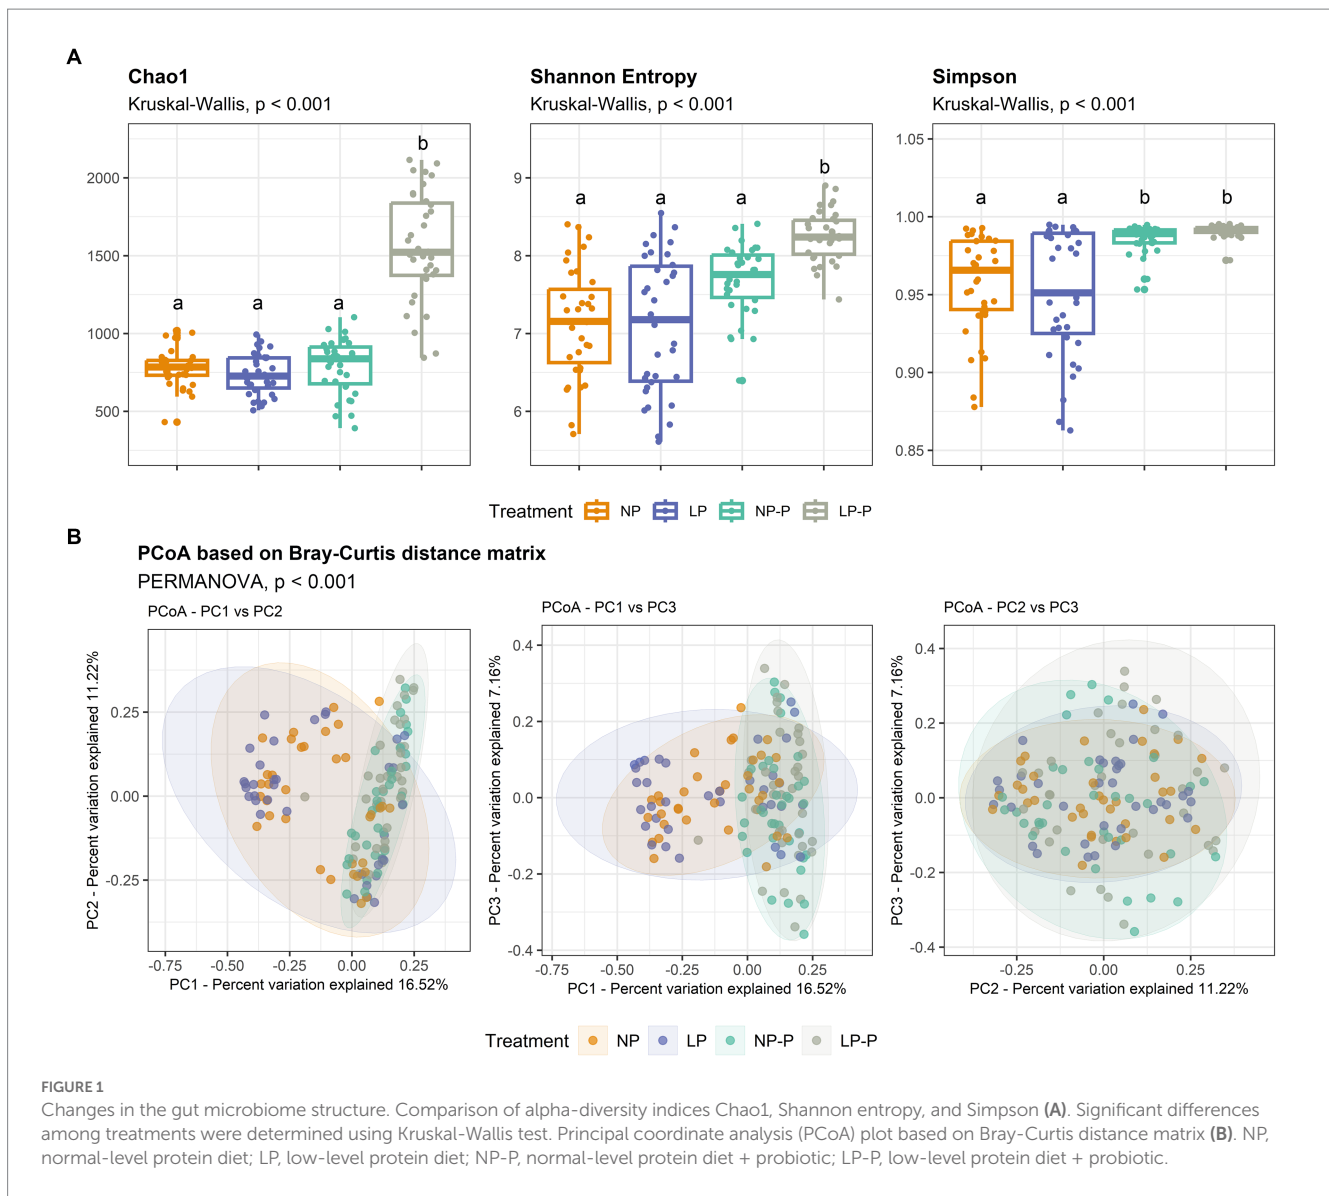 A
Chao1
Kruskal-Wallis, p < 0.001
2000
1500
1000
500
a
a
a
b
Shannon Entropy
Kruskal-Wallis, p < 0.001
9
8
7
6
a
a
a
b
Simpson
Kruskal-Wallis, p < 0.001
1.05
1.00
0.95
0.90
0.85
a
a
b
b
Treatment NP LP NP-P LP-P
B
PCoA based on Bray-Curtis distance matrix
PERMANOVA, p < 0.001
PCoA - PC1 vs PC2
PC2 - Percent variation explained 11.22%
0.25
0.00
-0.25
-0.75 -0.50 -0.25 0.00 0.25
PC1 - Percent variation explained 16.52%
PCoA - PC1 vs PC3
PC3 - Percent variation explained 7.16%
0.4
0.2
0.0
-0.2
-0.4
-0.75 -0.50 -0.25 0.00 0.25
PC1 - Percent variation explained 16.52%
PCoA - PC2 vs PC3
PC3 - Percent variation explained 7.16%
0.4
0.2
0.0
-0.2
-0.4
-0.25 0.00 0.25
PC2 - Percent variation explained 11.22%
Treatment NP LP NP-P LP-P
FIGURE 1
Changes in the gut microbiome structure. Comparison of alpha-diversity indices Chao1, Shannon entropy, and Simpson (A). Significant differences
among treatments were determined using Kruskal-Wallis test. Principal coordinate analysis (PCoA) plot based on Bray-Curtis distance matrix (B). NP,
normal-level protein diet; LP, low-level protein diet; NP-P, normal-level protein diet + probiotic; LP-P, low-level protein diet + probiotic.